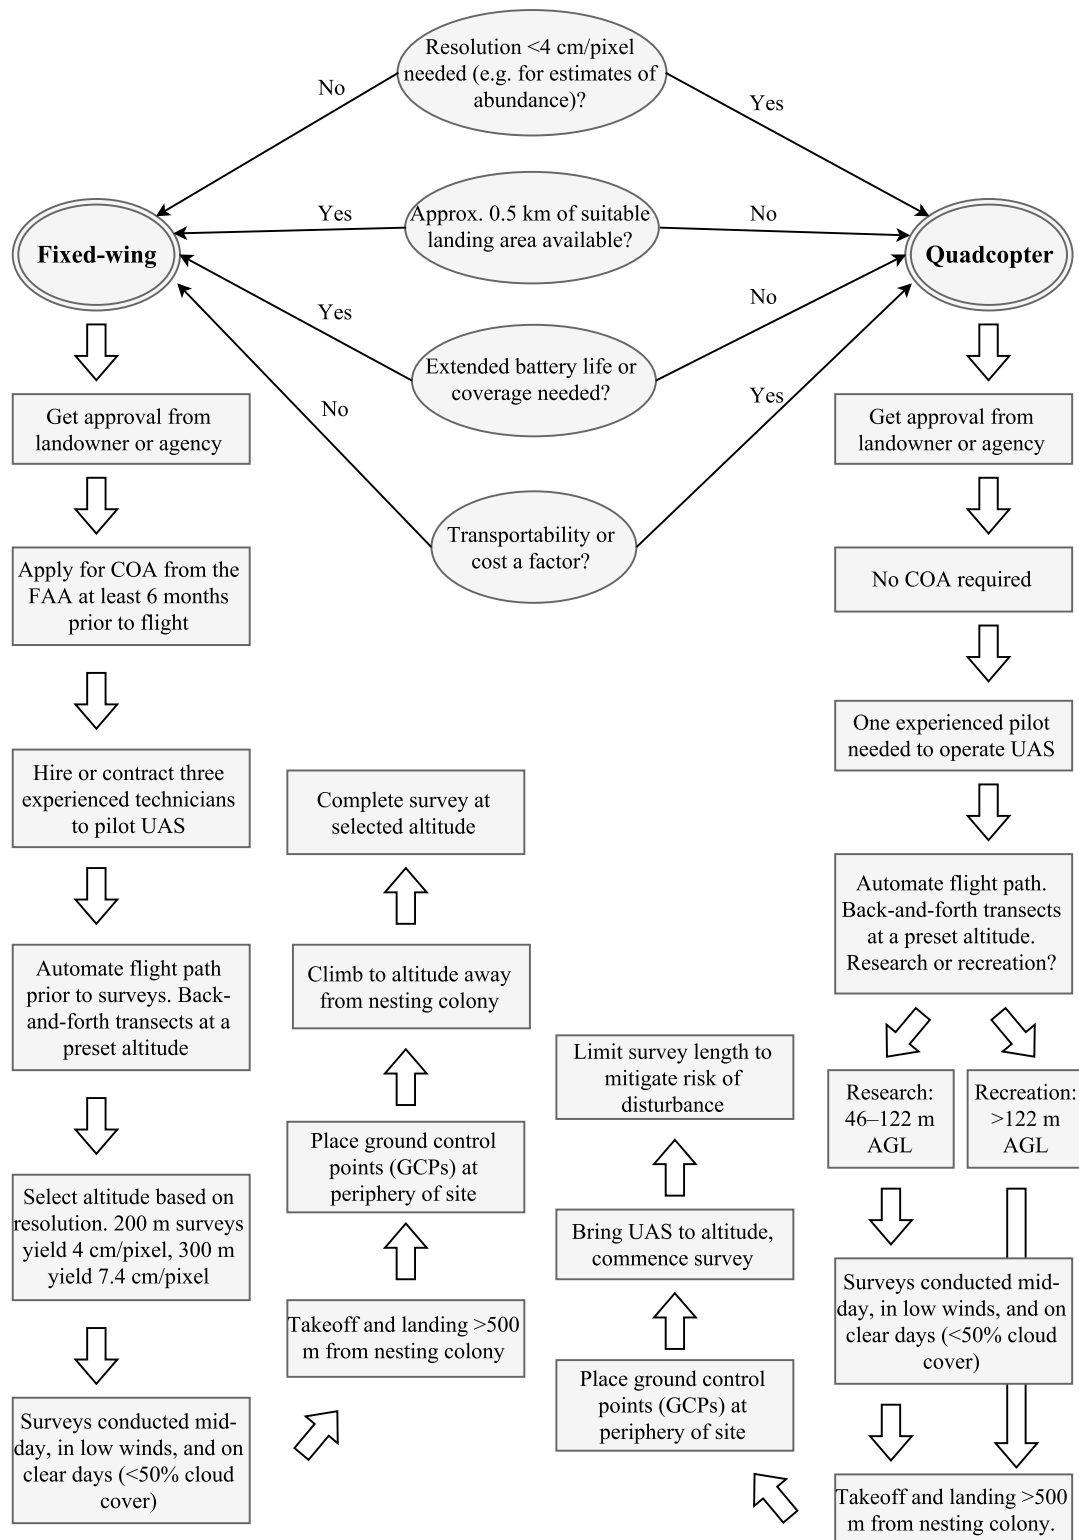 Resolution <4 cm/pixel
needed (e.g. for estimates of
abundance)?
No
Yes
Yes
Approx. 0.5 km of suitable
landing area available?
No
Fixed-wing
Quadcopter
Yes
No
Extended battery life or
coverage needed?
No
Yes
Transportability or
cost a factor?
Get approval from
landowner or agency
Apply for COA from the
FAA at least 6 months
prior to flight
Hire or contract three
experienced technicians
to pilot UAS
Automate flight path
prior to surveys. Back-
and-forth transects at a
preset altitude
Select altitude based on
resolution. 200 m surveys
yield 4 cm/pixel, 300 m
yield 7.4 cm/pixel
Surveys conducted mid-
day, in low winds, and on
clear days (<50% cloud
cover)
Takeoff and landing >500
m from nesting colony
Place ground control
points (GCPs) at
periphery of site
Climb to altitude away
from nesting colony
Complete survey at
selected altitude
Get approval from
landowner or agency
No COA required
One experienced pilot
needed to operate UAS
Automate flight path.
Back-and-forth transects
at a preset altitude.
Research or recreation?
Research:
46–122 m
AGL
Recreation:
>122 m
AGL
Surveys conducted mid-
day, in low winds, and on
clear days (<50% cloud
cover)
Takeoff and landing >500
m from nesting colony.
Place ground control
points (GCPs) at
periphery of site
Bring UAS to altitude,
commence survey
Limit survey length to
mitigate risk of
disturbance